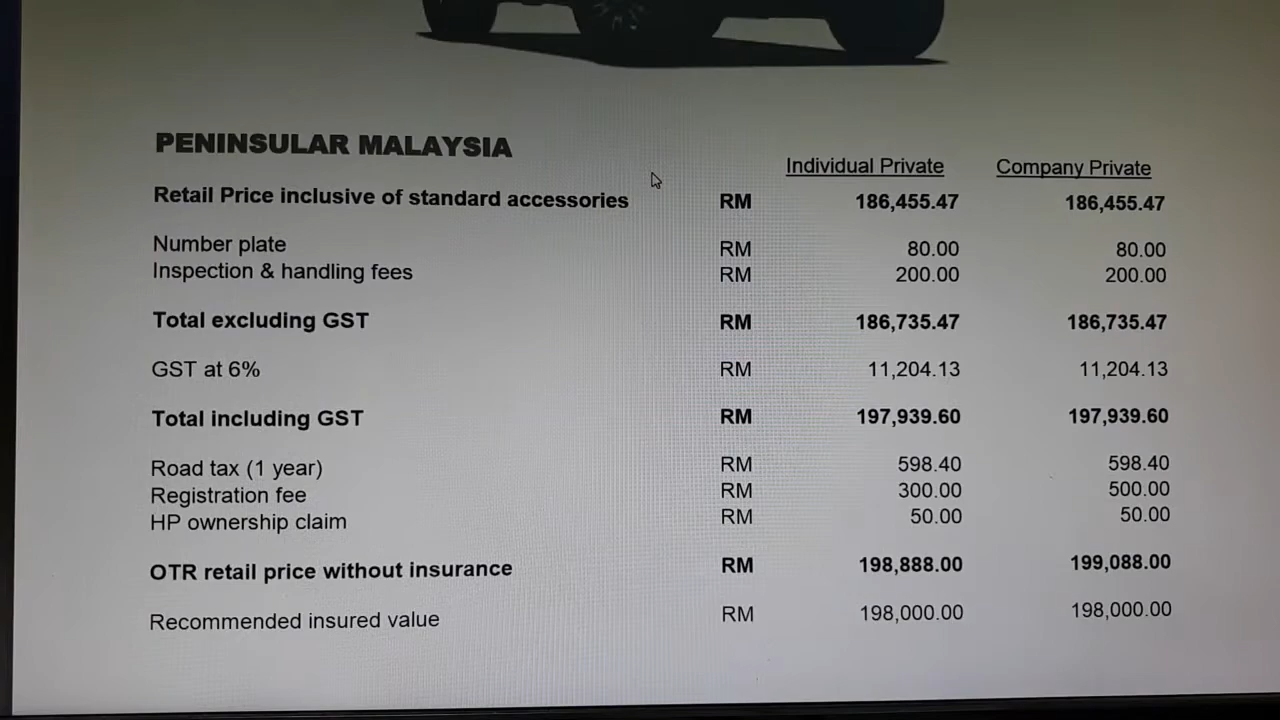 PENINSULAR MALAYSIA
Individual Private Company Private
Retail Price inclusive of standard accessories RM 186,455.47 186,455.47
Number plate RM 80.00 80.00
Inspection & handling fees RM 200.00 200.00
Total excluding GST RM 186,735.47 186,735.47
GST at 6% RM 11,204.13 11,204.13
Total including GST RM 197,939.60 197,939.60
Road tax (1 year) RM 598.40 598.40
Registration fee RM 300.00 500.00
HP ownership claim RM 50.00 50.00
OTR retail price without insurance RM 198,888.00 199,088.00
Recommended insured value RM 198,000.00 198,000.00